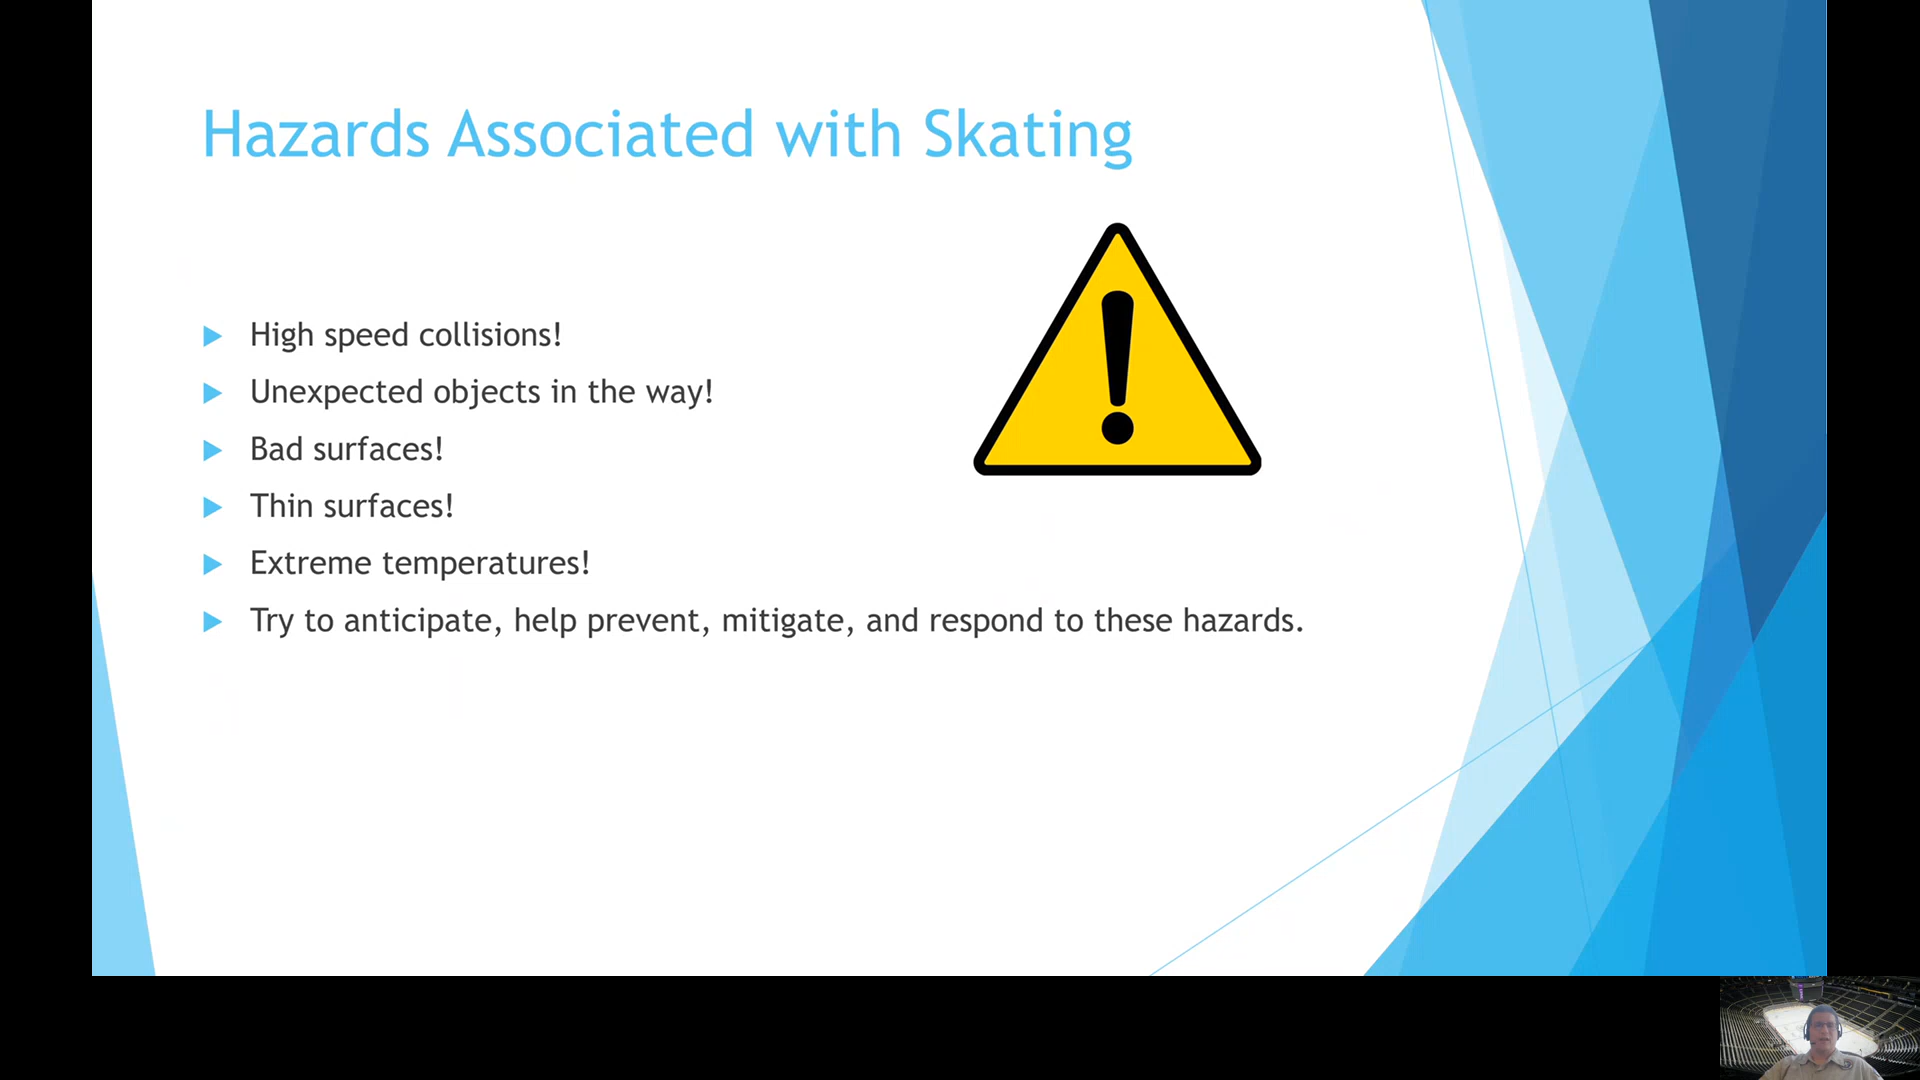 Hazards Associated with Skating
High speed collisions!
Unexpected objects in the way!
Bad surfaces!
Thin surfaces!
Extreme temperatures!
Try to anticipate, help prevent, mitigate, and respond to these hazards.